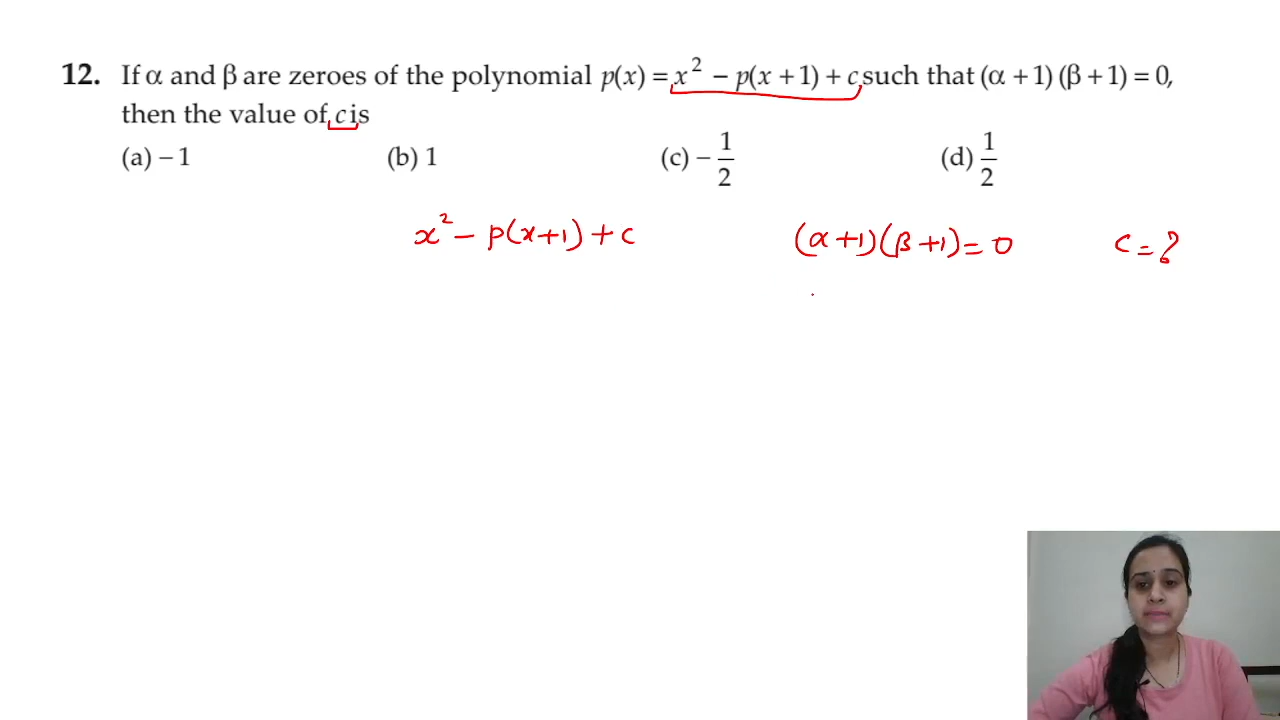 12. If α and β are zeroes of the polynomial p(x) = x² − p(x + 1) + c such that (α + 1) (β + 1) = 0,
then the value of c is
(a) − 1 (b) 1 (c) − 1/2 (d) 1/2
x² − p(x+1) + c (α+1)(β+1) = 0 c = ?